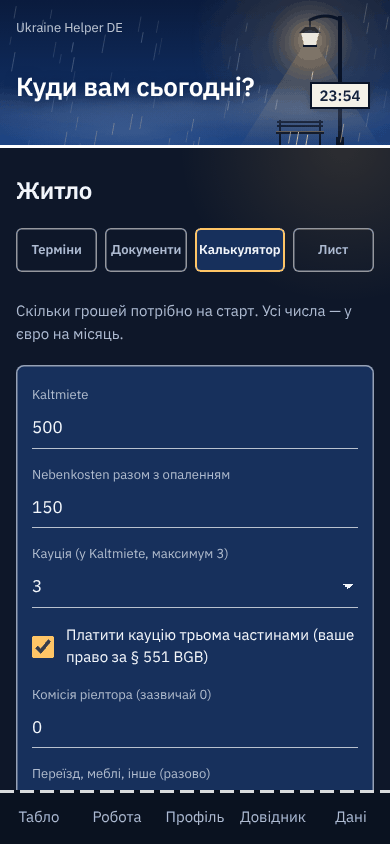 Ukraine Helper DE
Куди вам сьогодні?
23:54
Житло
Терміни
Документи
Калькулятор
Лист
Скільки грошей потрібно на старт. Усі числа — у
євро на місяць.
Kaltmiete
500
Nebenkosten разом з опаленням
150
Кауція (у Kaltmiete, максимум 3)
3
Платити кауцію трьома частинами (ваше
право за § 551 BGB)
Комісія рієлтора (зазвичай 0)
0
Переїзд, меблі, інше (разово)
Табло
Робота
Профіль
Довідник
Дані